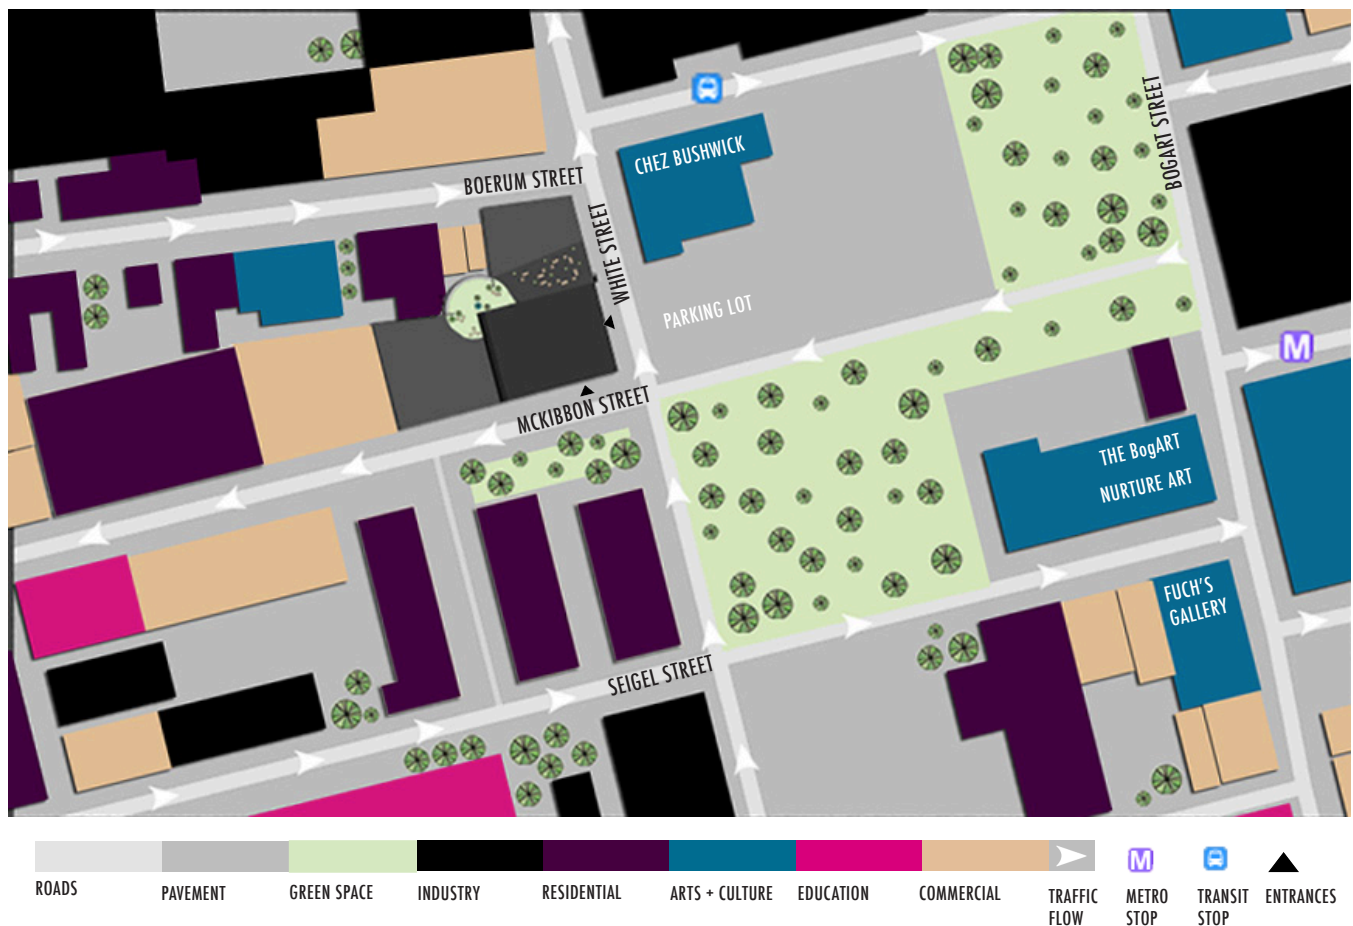 CHEZ BUSHWICK
BOGART STREET
BOERUM STREET
WHITE STREET
PARKING LOT
MCKIBBON STREET
THE BogART
NURTURE ART
FUCH'S
GALLERY
SEIGEL STREET
M
ROADS
PAVEMENT
GREEN SPACE
INDUSTRY
RESIDENTIAL
ARTS + CULTURE
EDUCATION
COMMERCIAL
TRAFFIC
FLOW
M
METRO
STOP
TRANSIT
STOP
ENTRANCES